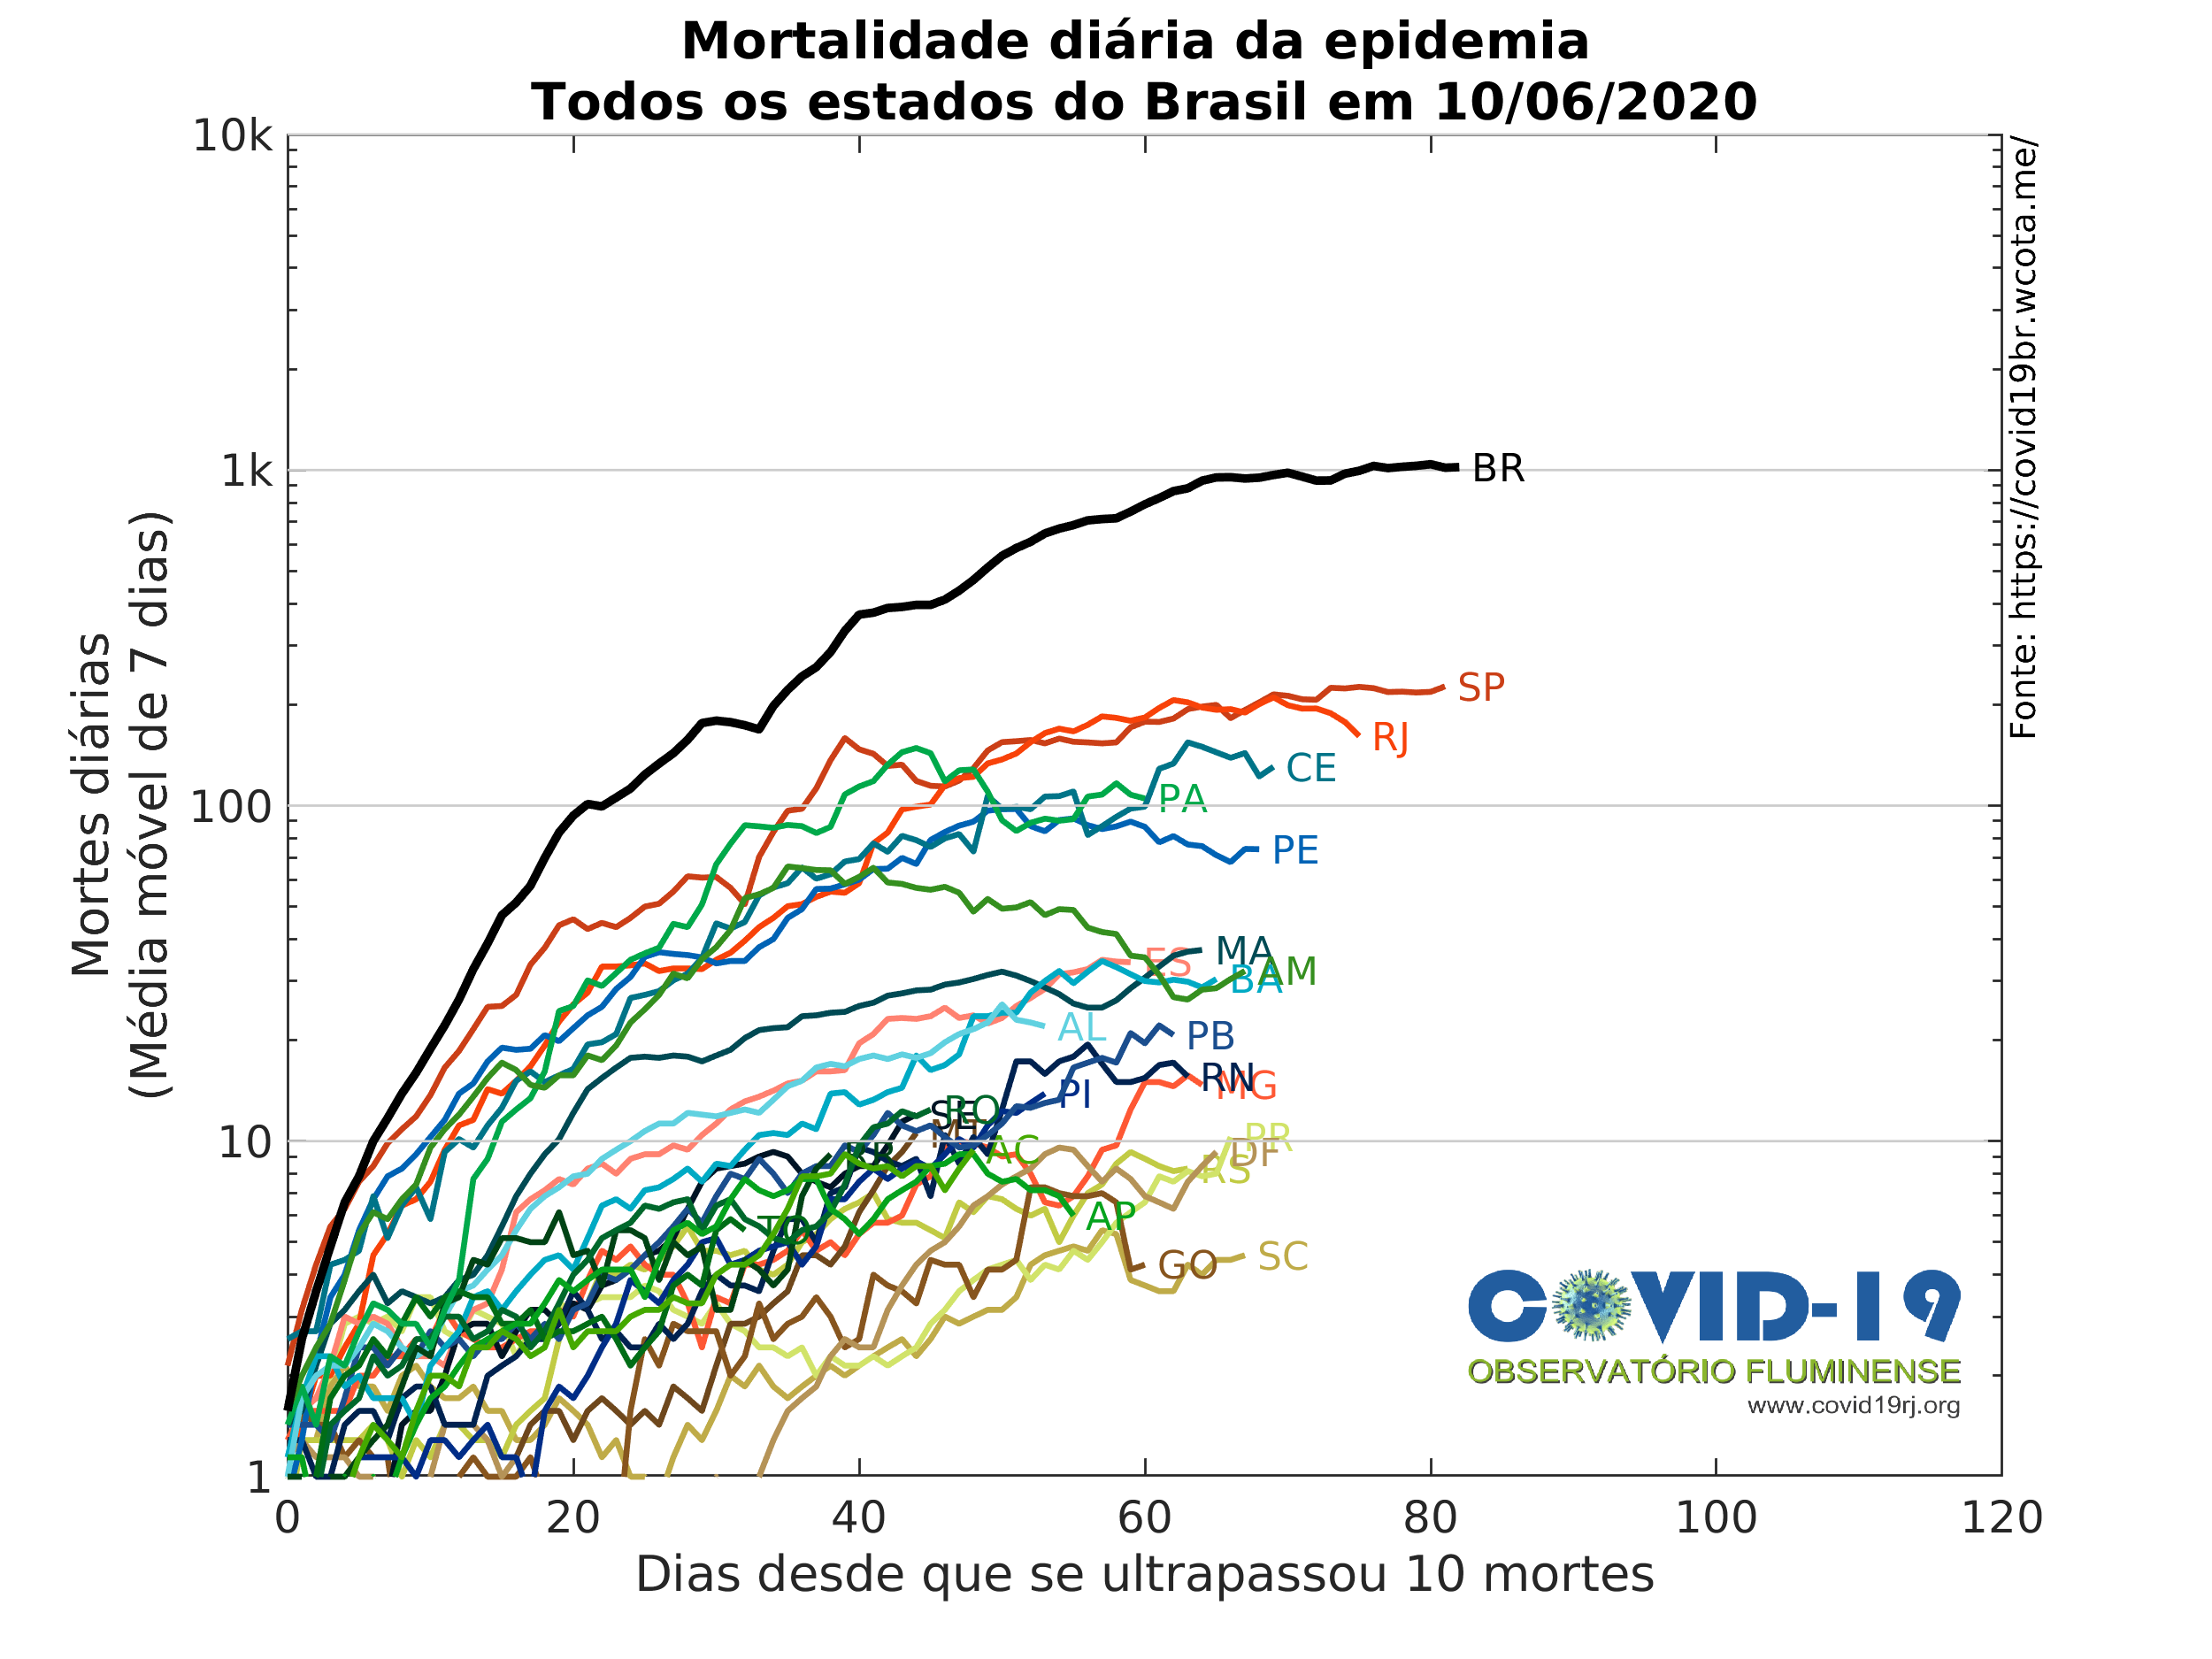 Mortalidade diária da epidemia
Todos os estados do Brasil em 10/06/2020
10k
1k
100
10
1
Mortes diárias
(Média móvel de 7 dias)
0 20 40 60 80 100 120
Dias desde que se ultrapassou 10 mortes
Fonte: https://covid19br.wcota.me/
BR
SP
RJ
CE
PA
PE
MA
ES
AM
BA
AL
PB
RN
MG
PI
SE
RO
AC
PR
DF
RS
AP
TO
GO
SC
COVID-19
OBSERVATÓRIO FLUMINENSE
www.covid19rj.org